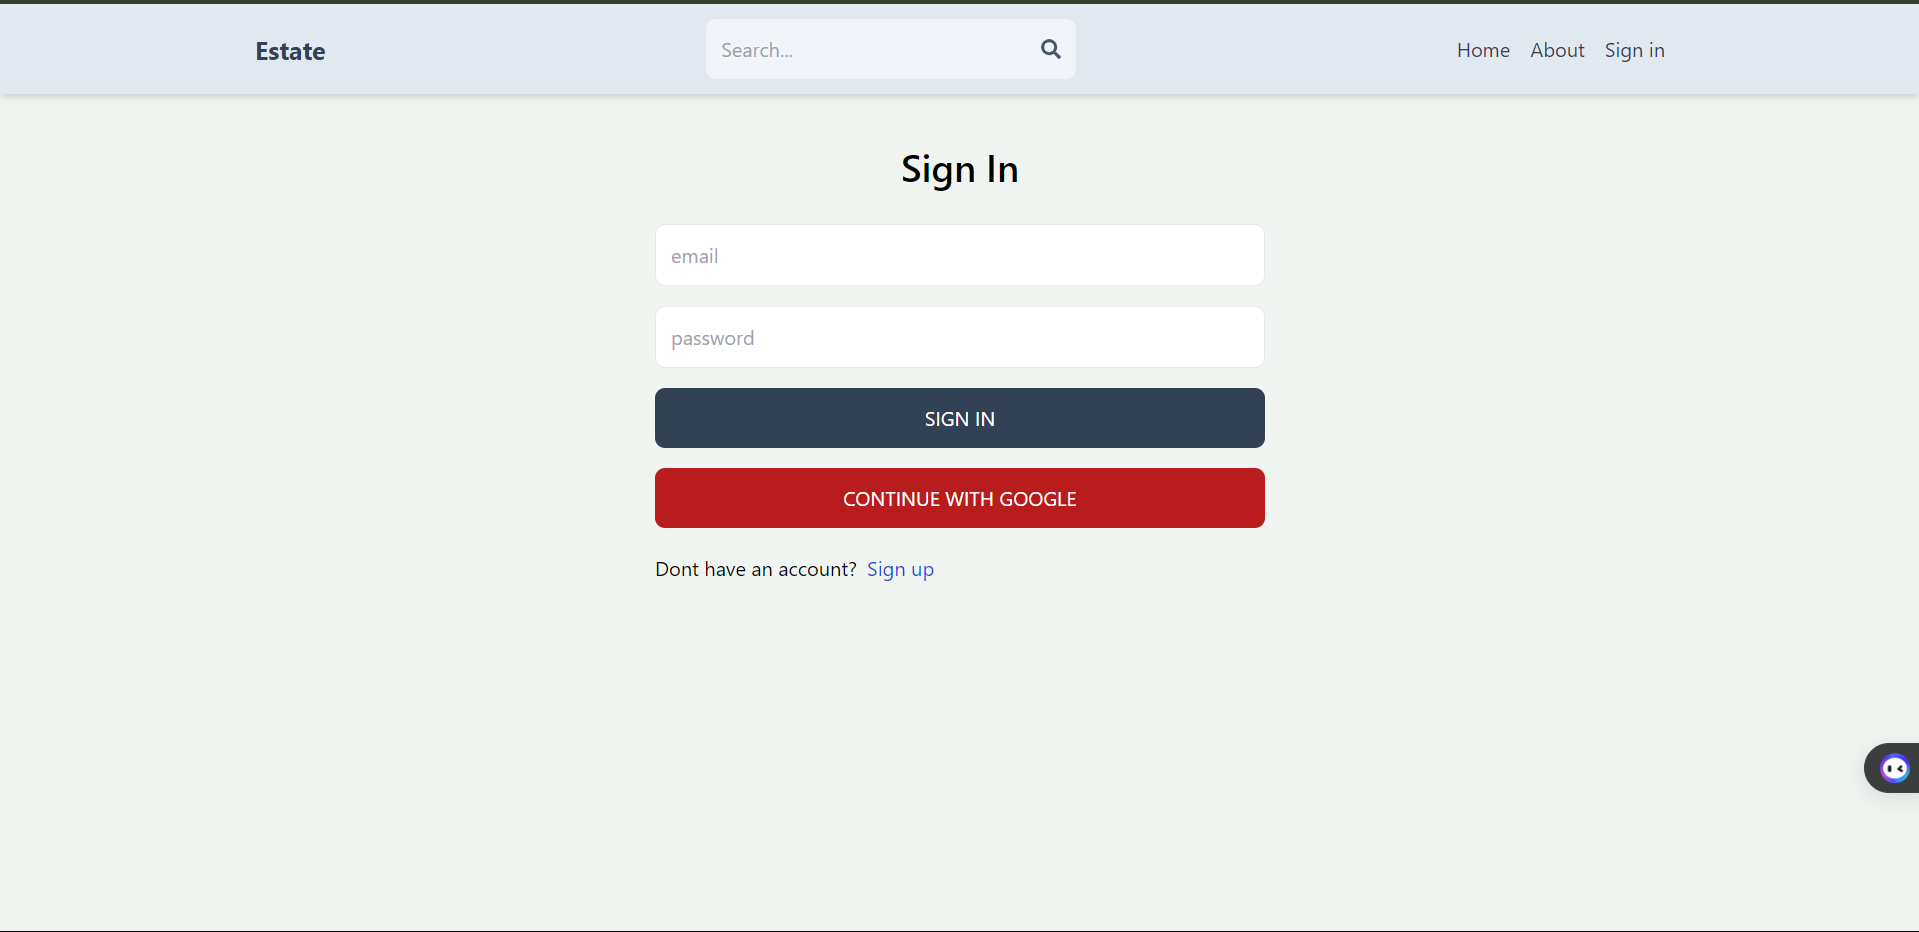 Estate
Search...
Home About Sign in
Sign In
email
password
SIGN IN
CONTINUE WITH GOOGLE
Dont have an account? Sign up